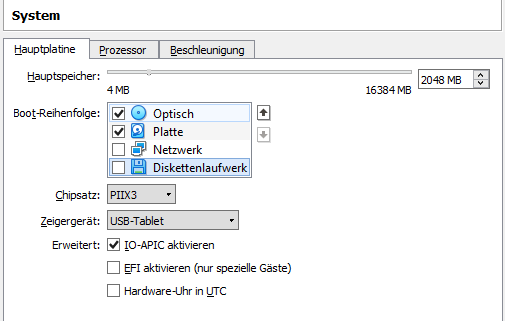 System
Hauptplatine Prozessor Beschleunigung
Hauptspeicher: 2048 MB
4 MB 16384 MB
Boot-Reihenfolge: Optisch
Platte
Netzwerk
Diskettenlaufwerk
Chipsatz: PIIX3
Zeigergerät: USB-Tablet
Erweitert: IO-APIC aktivieren
EFI aktivieren (nur spezielle Gäste)
Hardware-Uhr in UTC